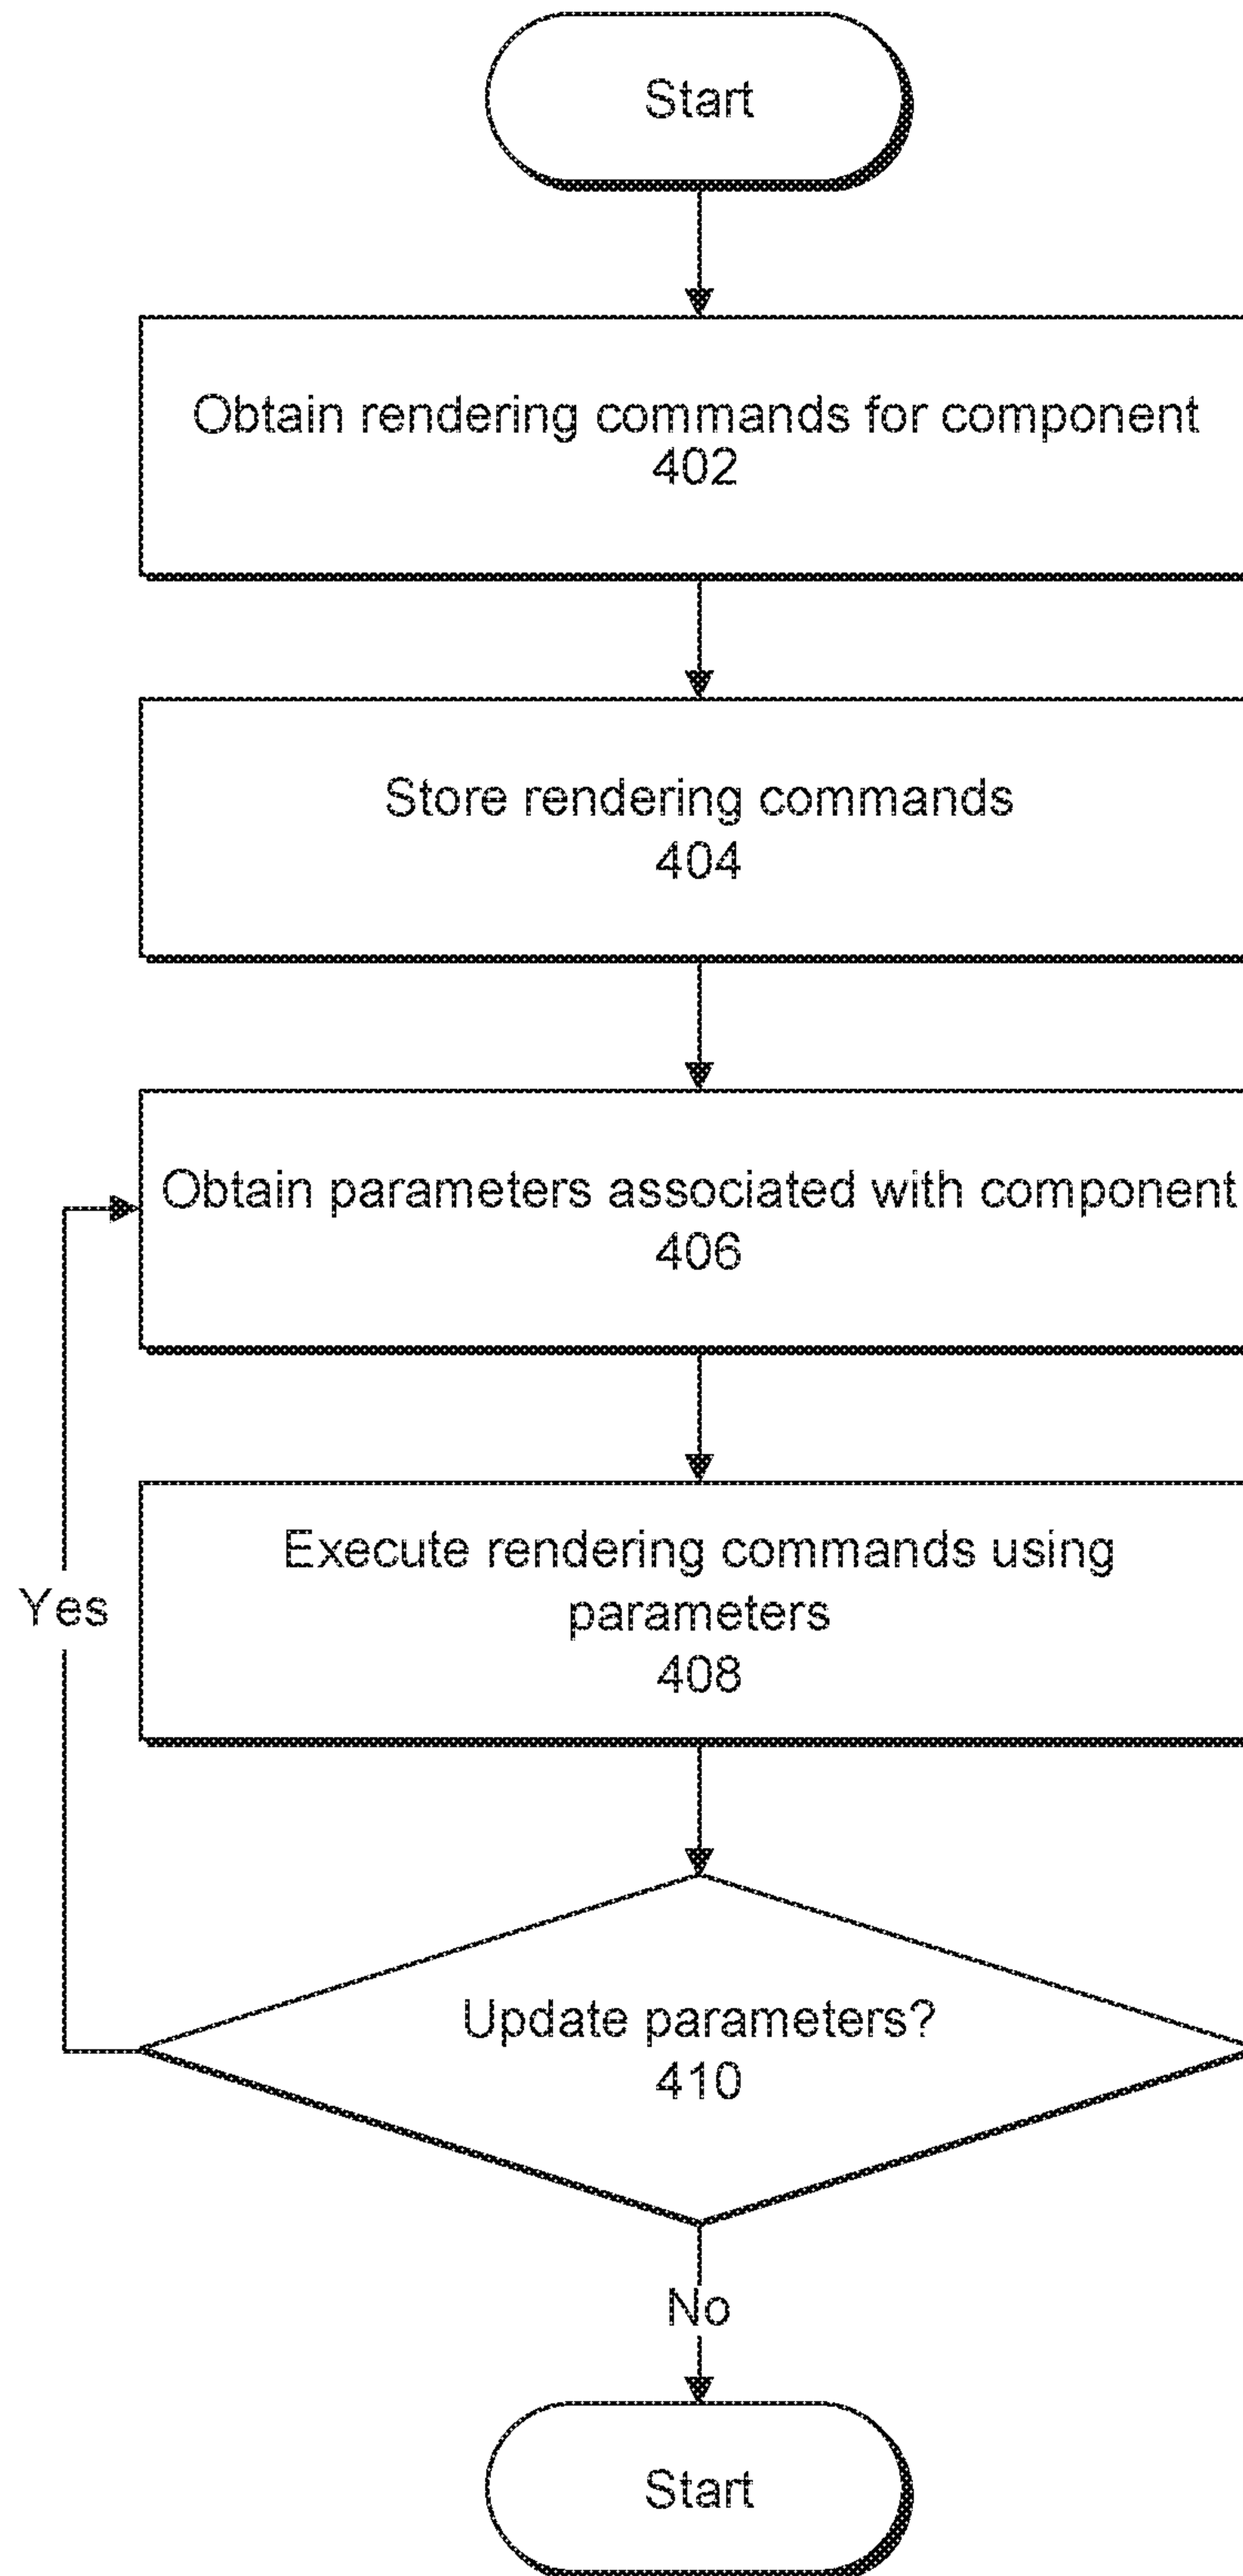 Start
Obtain rendering commands for component
402
Store rendering commands
404
Obtain parameters associated with component
406
Execute rendering commands using
parameters
408
Yes
Update parameters?
410
No
Start